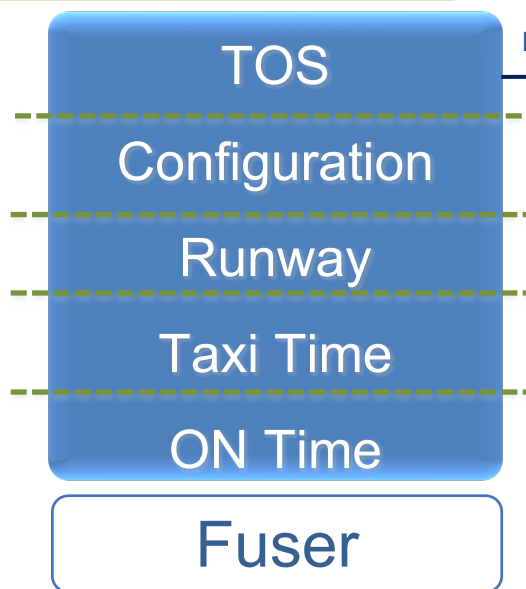 TOS
Configuration
Runway
Taxi Time
ON Time
Fuser